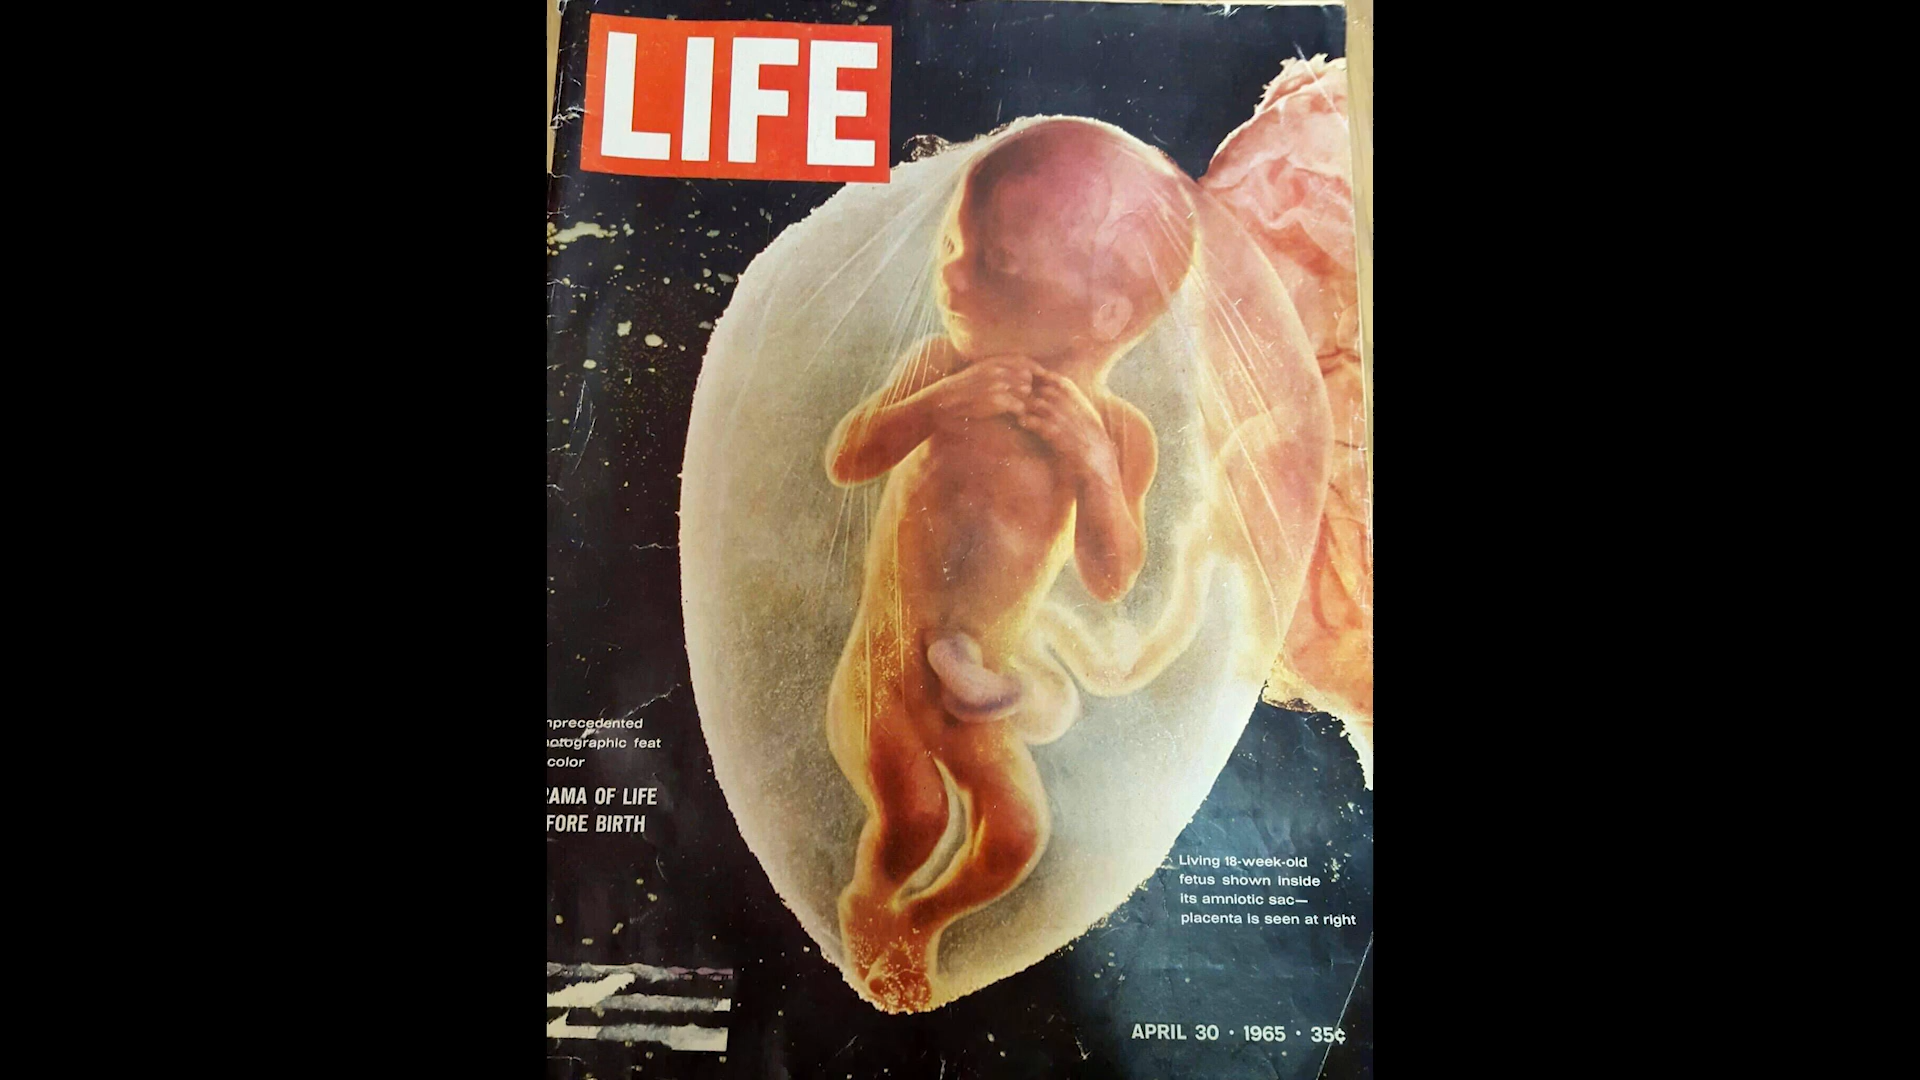 LIFE
nprecedented
otographic feat
color
RAMA OF LIFE
FORE BIRTH
Living 18-week-old
fetus shown inside
its amniotic sac—
placenta is seen at right
APRIL 30 · 1965 · 35¢